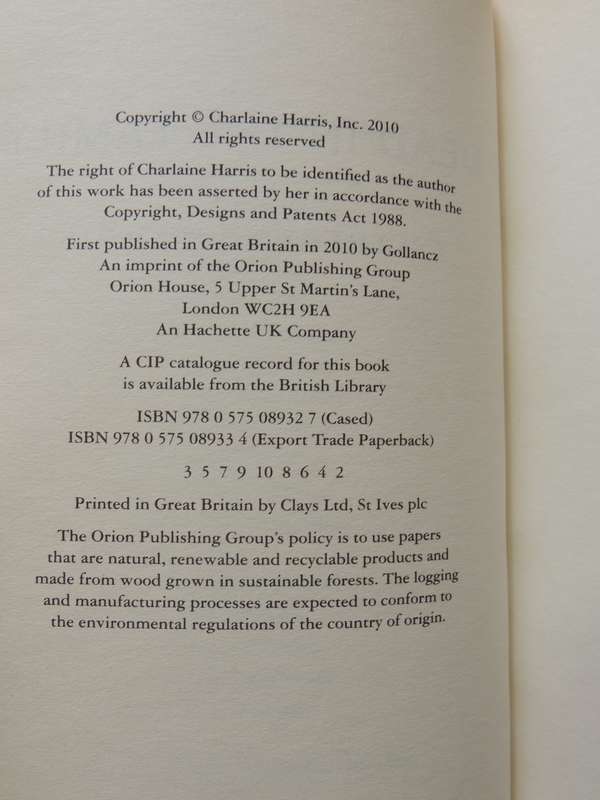 Copyright © Charlaine Harris, Inc. 2010
All rights reserved
The right of Charlaine Harris to be identified as the author
of this work has been asserted by her in accordance with the
Copyright, Designs and Patents Act 1988.
First published in Great Britain in 2010 by Gollancz
An imprint of the Orion Publishing Group
Orion House, 5 Upper St Martin's Lane,
London WC2H 9EA
An Hachette UK Company
A CIP catalogue record for this book
is available from the British Library
ISBN 978 0 575 08932 7 (Cased)
ISBN 978 0 575 08933 4 (Export Trade Paperback)
3 5 7 9 10 8 6 4 2
Printed in Great Britain by Clays Ltd, St Ives plc
The Orion Publishing Group's policy is to use papers
that are natural, renewable and recyclable products and
made from wood grown in sustainable forests. The logging
and manufacturing processes are expected to conform to
the environmental regulations of the country of origin.